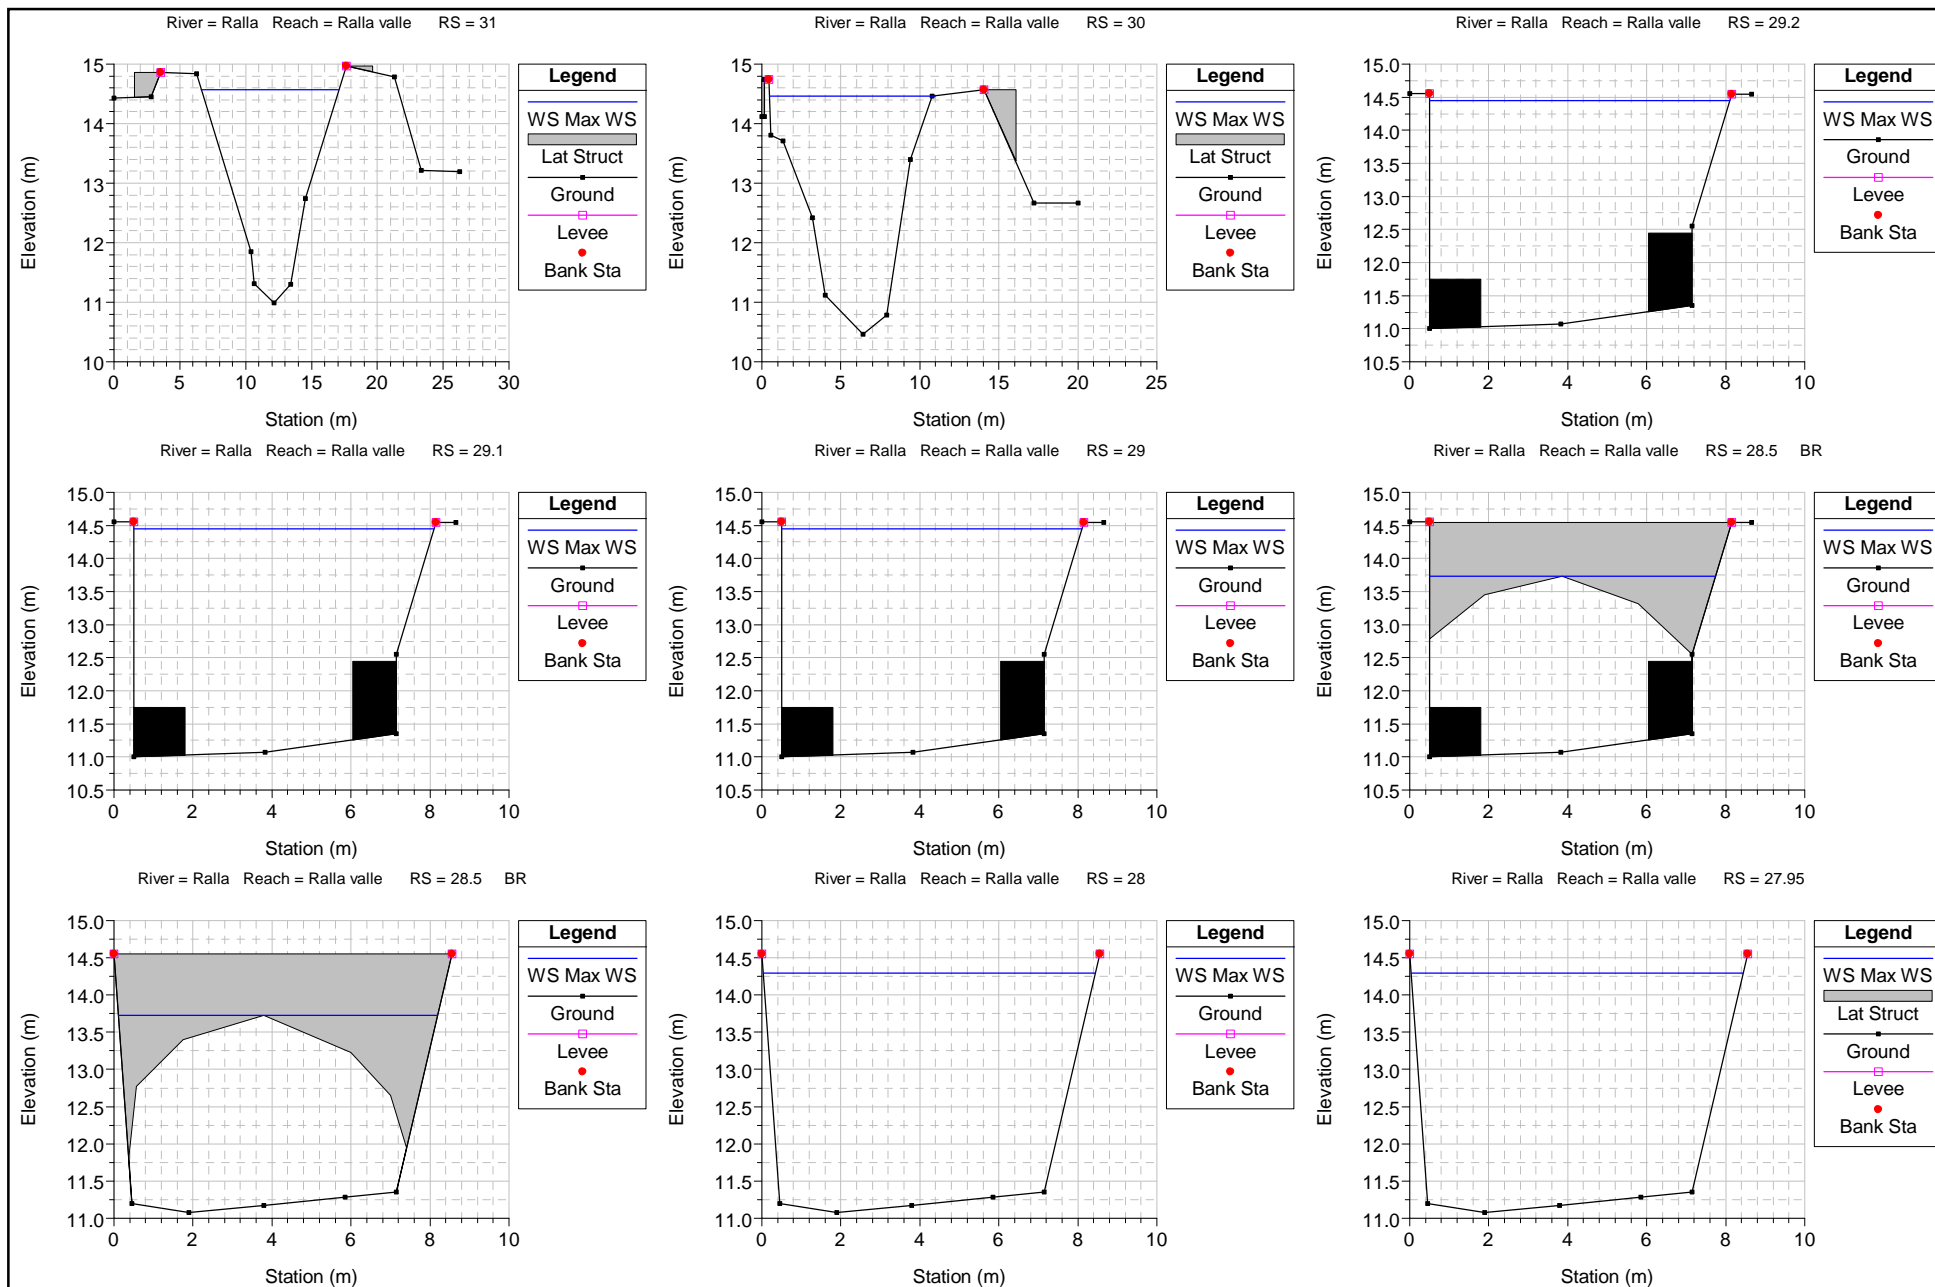 River = Ralla   Reach = Ralla valle   RS = 31
15
14
13
12
11
10
0 5 10 15 20 25 30
Elevation (m)
Station (m)
Legend
WS Max WS
Lat Struct
Ground
Levee
Bank Sta
River = Ralla   Reach = Ralla valle   RS = 30
15
14
13
12
11
10
0 5 10 15 20 25
Elevation (m)
Station (m)
Legend
WS Max WS
Lat Struct
Ground
Levee
Bank Sta
River = Ralla   Reach = Ralla valle   RS = 29.2
15.0
14.5
14.0
13.5
13.0
12.5
12.0
11.5
11.0
10.5
0 2 4 6 8 10
Elevation (m)
Station (m)
Legend
WS Max WS
Ground
Levee
Bank Sta
River = Ralla   Reach = Ralla valle   RS = 29.1
15.0
14.5
14.0
13.5
13.0
12.5
12.0
11.5
11.0
10.5
0 2 4 6 8 10
Elevation (m)
Station (m)
Legend
WS Max WS
Ground
Levee
Bank Sta
River = Ralla   Reach = Ralla valle   RS = 29
15.0
14.5
14.0
13.5
13.0
12.5
12.0
11.5
11.0
10.5
0 2 4 6 8 10
Elevation (m)
Station (m)
Legend
WS Max WS
Ground
Levee
Bank Sta
River = Ralla   Reach = Ralla valle   RS = 28.5   BR
15.0
14.5
14.0
13.5
13.0
12.5
12.0
11.5
11.0
10.5
0 2 4 6 8 10
Elevation (m)
Station (m)
Legend
WS Max WS
Ground
Levee
Bank Sta
River = Ralla   Reach = Ralla valle   RS = 28.5   BR
15.0
14.5
14.0
13.5
13.0
12.5
12.0
11.5
11.0
0 2 4 6 8 10
Elevation (m)
Station (m)
Legend
WS Max WS
Ground
Levee
Bank Sta
River = Ralla   Reach = Ralla valle   RS = 28
15.0
14.5
14.0
13.5
13.0
12.5
12.0
11.5
11.0
0 2 4 6 8 10
Elevation (m)
Station (m)
Legend
WS Max WS
Ground
Levee
Bank Sta
River = Ralla   Reach = Ralla valle   RS = 27.95
15.0
14.5
14.0
13.5
13.0
12.5
12.0
11.5
11.0
0 2 4 6 8 10
Elevation (m)
Station (m)
Legend
WS Max WS
Lat Struct
Ground
Levee
Bank Sta